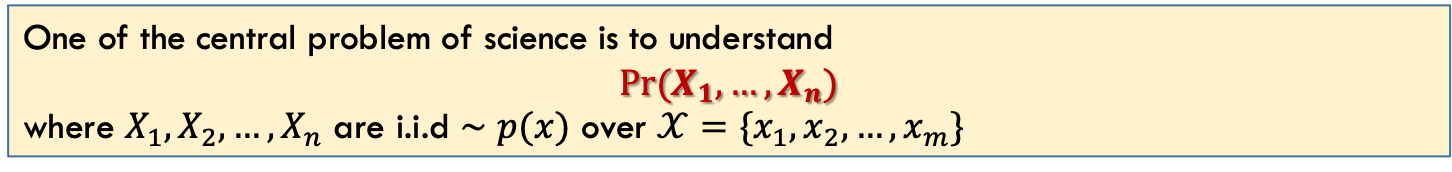 One of the central problem of science is to understand
Pr(𝑿₁, … , 𝑿ₙ)
where 𝑋₁, 𝑋₂, … , 𝑋ₙ are i.i.d ~ 𝑝(𝑥) over 𝒳 = {𝑥₁, 𝑥₂, … , 𝑥ₘ}